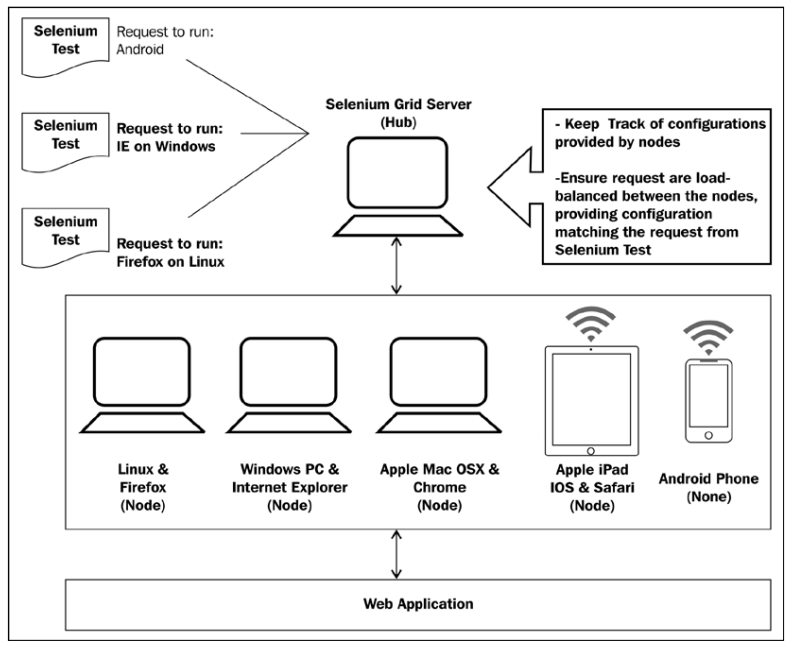 Selenium
Test
Request to run:
Android
Selenium
Test
Request to run:
IE on Windows
Selenium
Test
Request to run:
Firefox on Linux
Selenium Grid Server
(Hub)
- Keep Track of configurations
provided by nodes
-Ensure request are load-
balanced between the nodes,
providing configuration
matching the request from
Selenium Test
Linux &
Firefox
(Node)
Windows PC &
Internet Explorer
(Node)
Apple Mac OSX &
Chrome
(Node)
Apple iPad
IOS & Safari
(Node)
Android Phone
(None)
Web Application